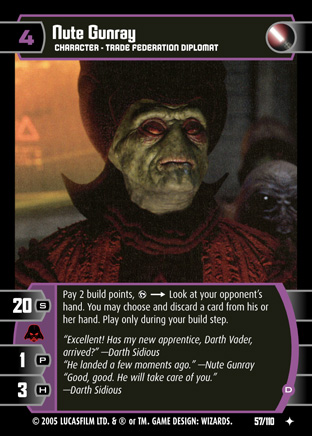 4
Nute Gunray
CHARACTER - TRADE FEDERATION DIPLOMAT
20 S
1 P
3 H
Pay 2 build points, → Look at your opponent's
hand. You may choose and discard a card from his or
her hand. Play only during your build step.
"Excellent! Has my new apprentice, Darth Vader,
arrived?" —Darth Sidious
"He landed a few moments ago." —Nute Gunray
"Good, good. He will take care of you."
—Darth Sidious
D
© 2005 LUCASFILM LTD. & ® or TM. GAME DESIGN: WIZARDS. 57/110